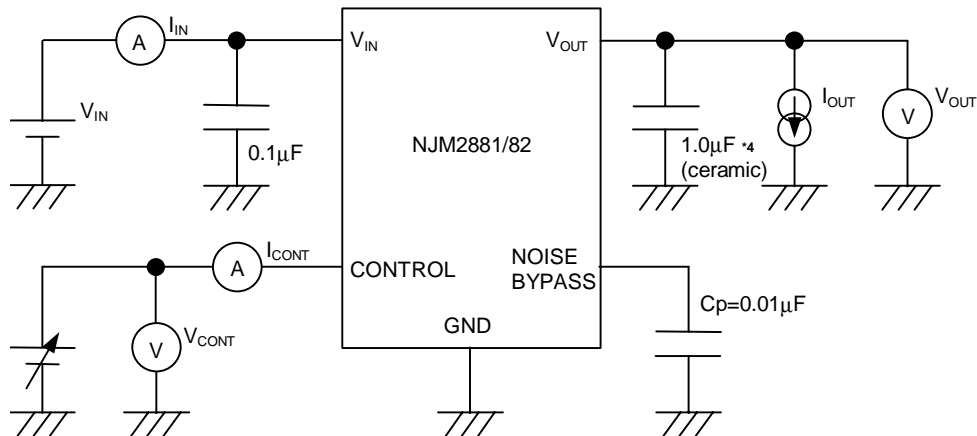 A
I_IN
V_IN
V_OUT
V_IN
0.1μF
NJM2881/82
1.0μF *4
(ceramic)
I_OUT
V
V_OUT
I_CONT
A
CONTROL
NOISE
BYPASS
V
V_CONT
GND
Cp=0.01μF